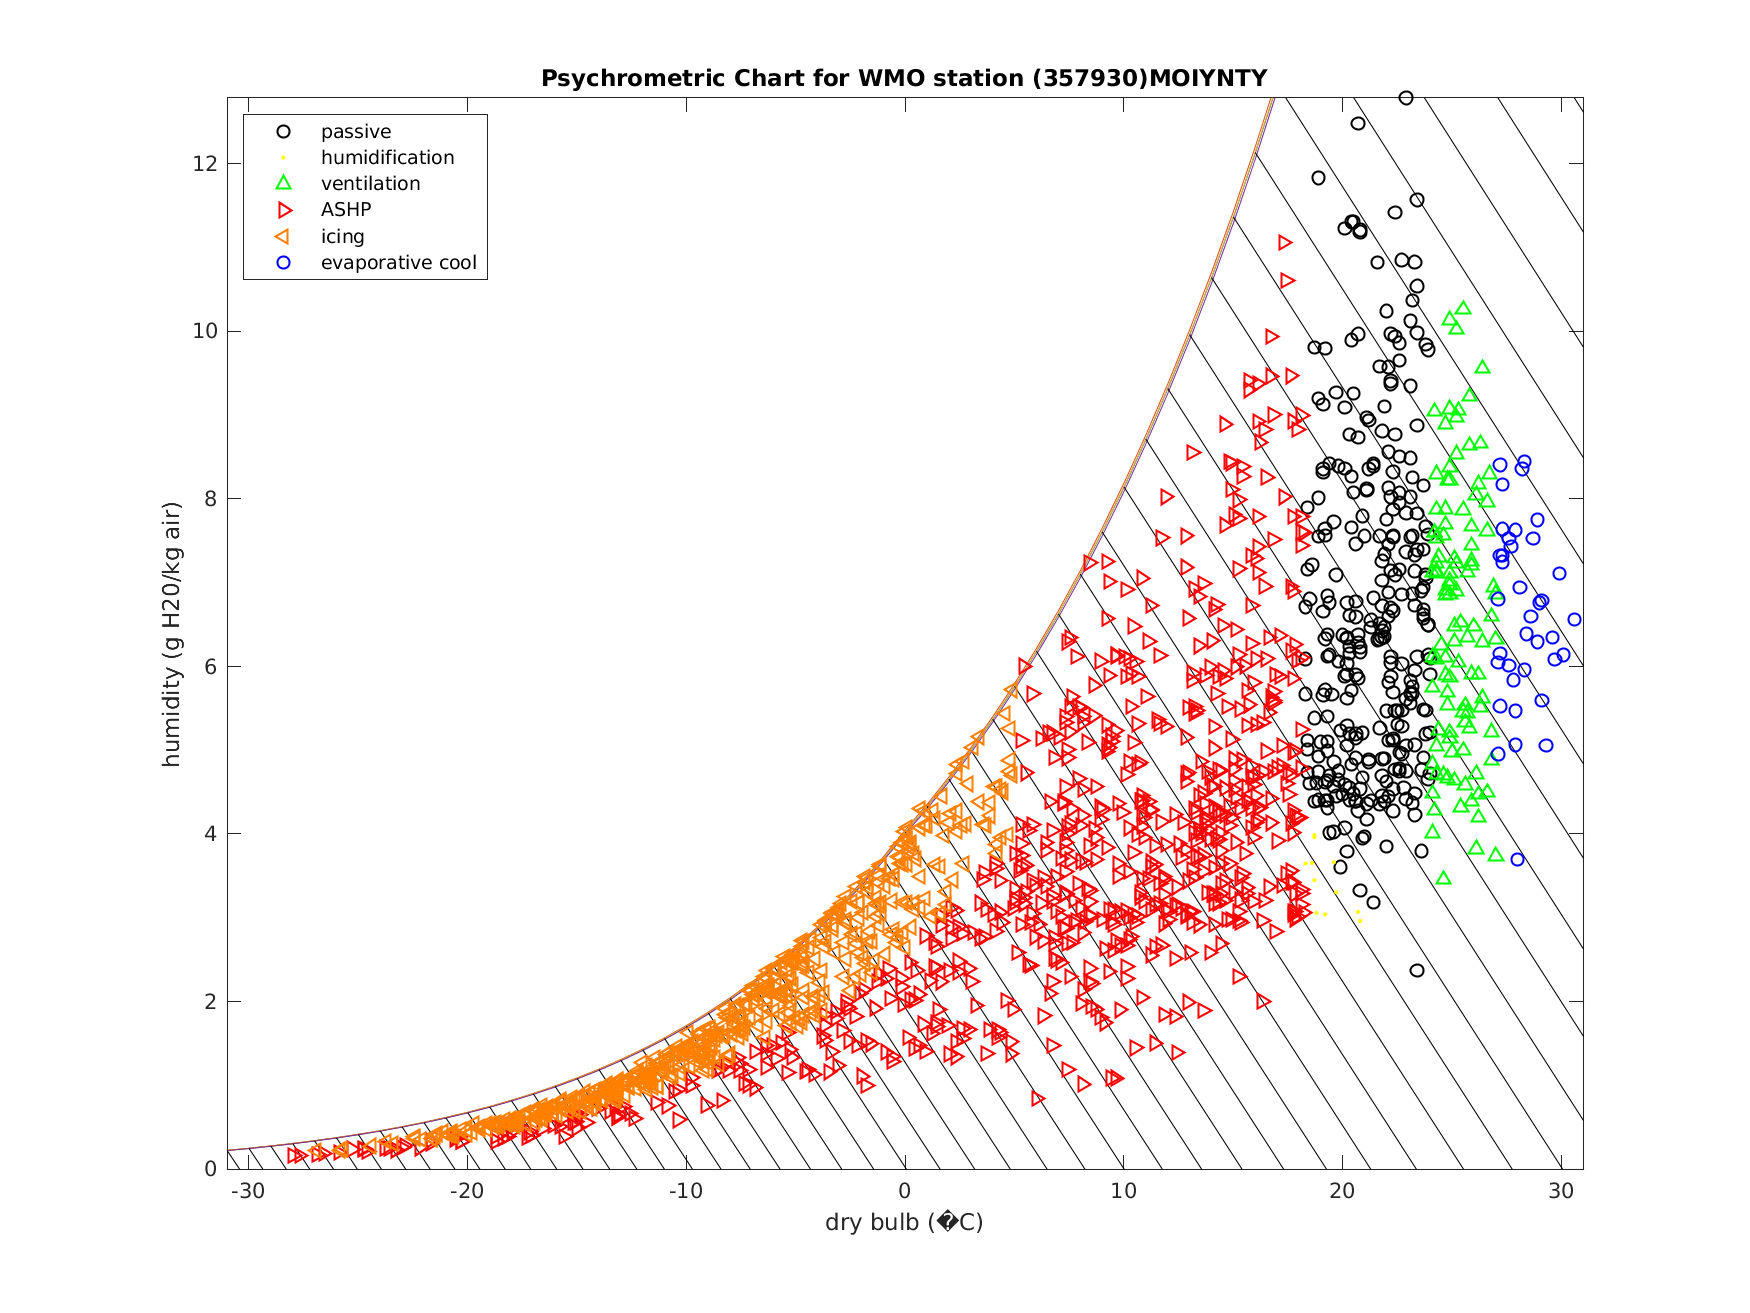 Psychrometric Chart for WMO station (357930)MOIYNTY
passive
humidification
ventilation
ASHP
icing
evaporative cool
12
10
8
6
4
2
0
humidity (g H20/kg air)
-30 -20 -10 0 10 20 30
dry bulb (�C)